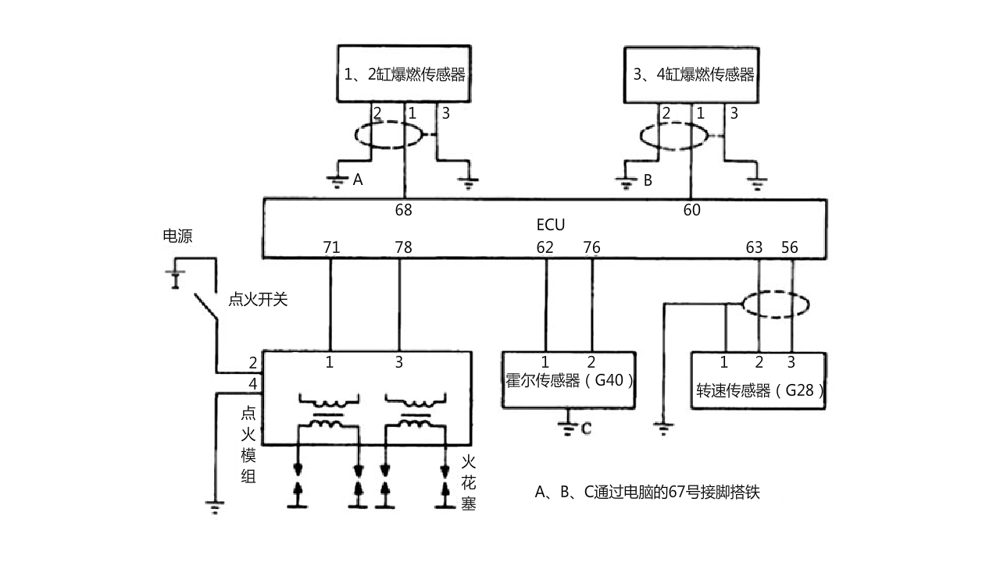 1、2缸爆燃传感器
3、4缸爆燃传感器
2 1 3
2 1 3
A
B
68
60
ECU
71 78 62 76 63 56
电源
点火开关
2
4
1 3
点火模组
火花塞
1 2
霍尔传感器（G40）
C
1 2 3
转速传感器（G28）
A、B、C通过电脑的67号接脚搭铁